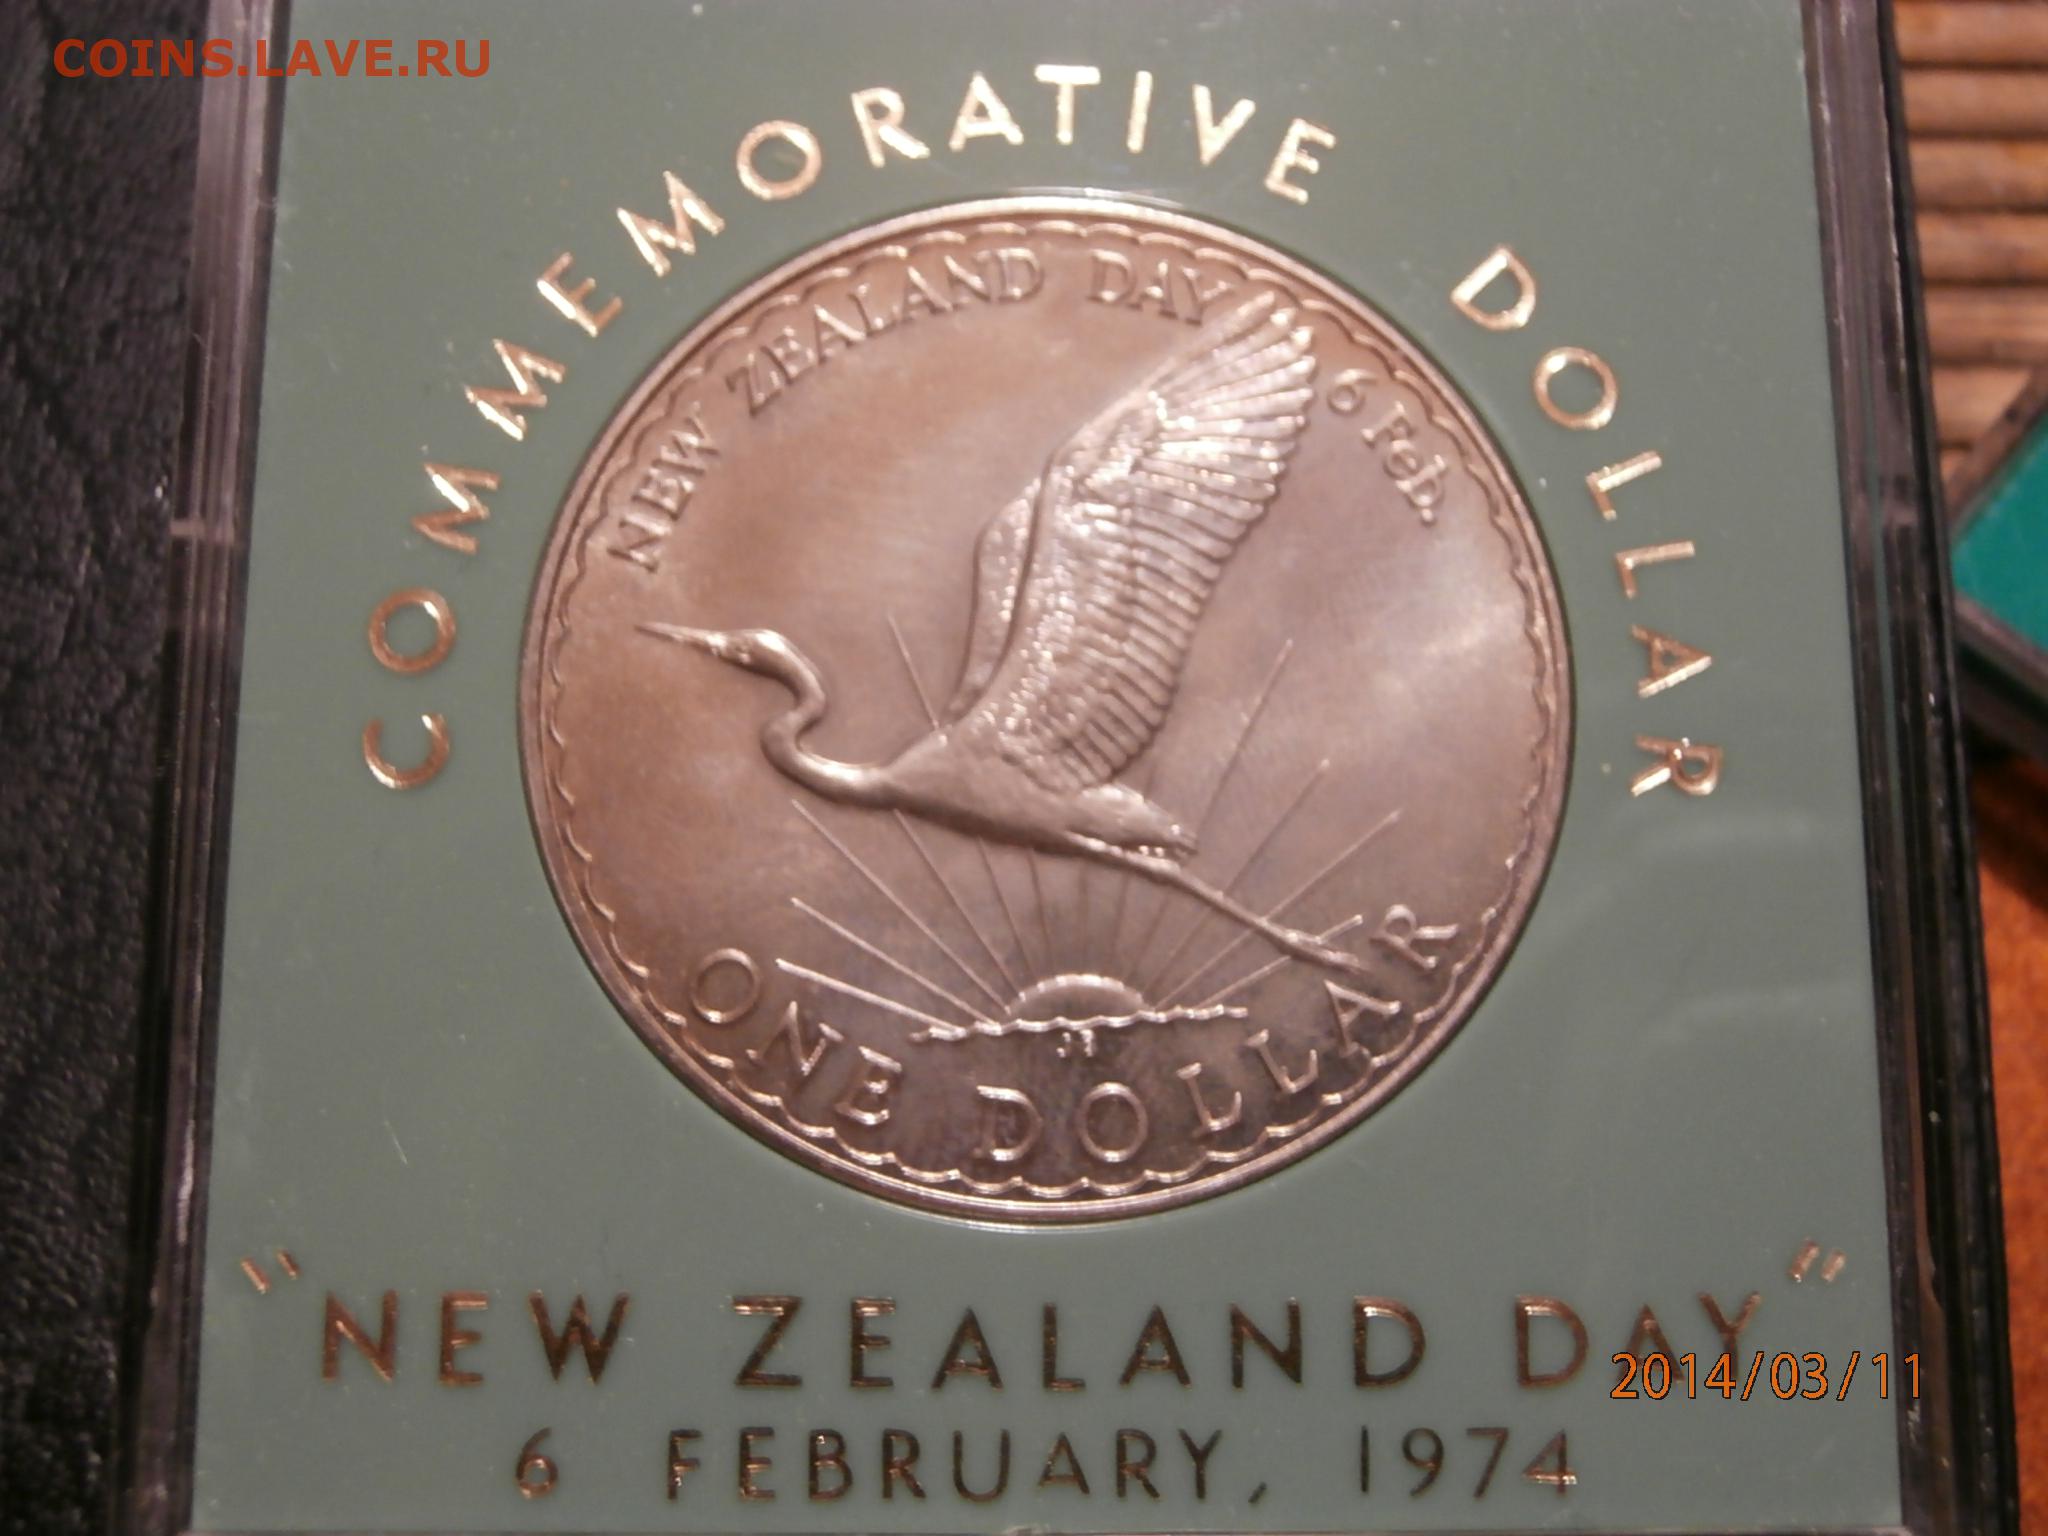 COINS.LAVE.RU
COMMEMORATIVE DOLLAR
NEW ZEALAND DAY 6 Feb.
ONE DOLLAR
"NEW ZEALAND DAY"
2014/03/11
6 FEBRUARY, 1974